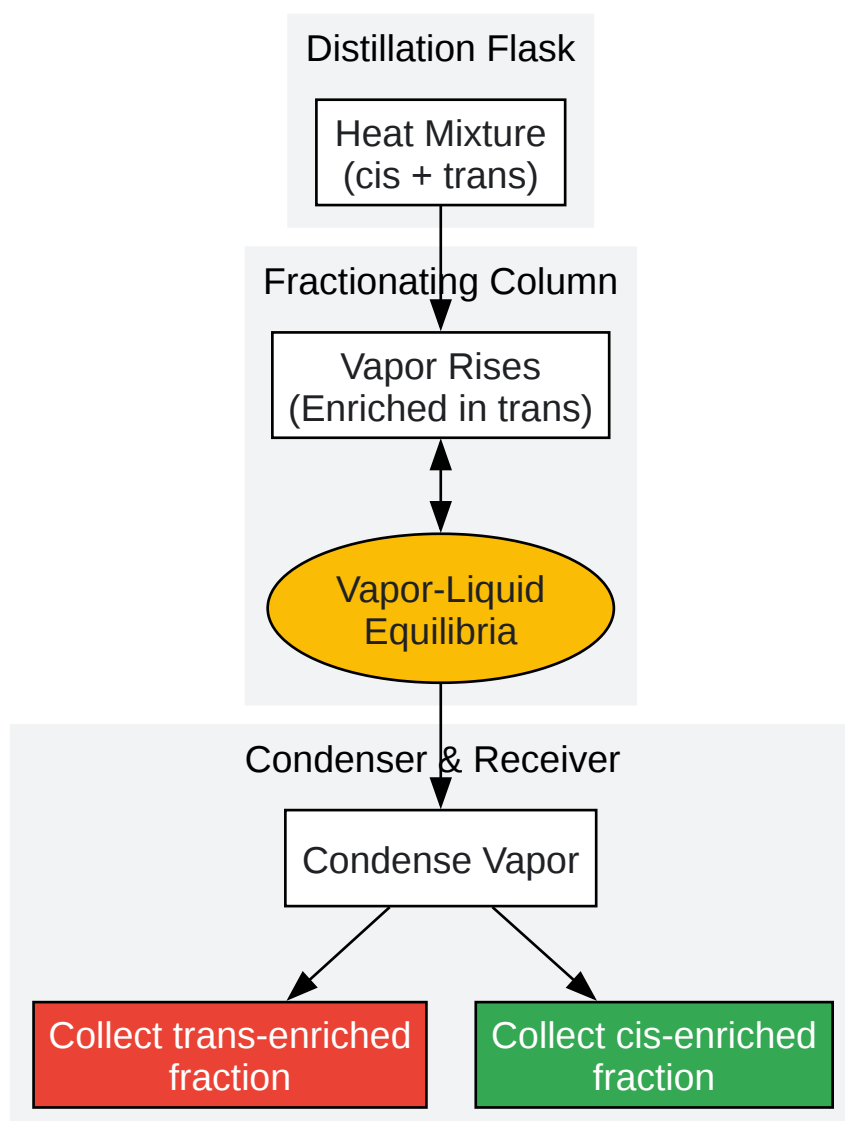 Distillation Flask
Heat Mixture
(cis + trans)
Fractionating Column
Vapor Rises
(Enriched in trans)
Vapor-Liquid
Equilibria
Condenser & Receiver
Condense Vapor
Collect trans-enriched
fraction
Collect cis-enriched
fraction